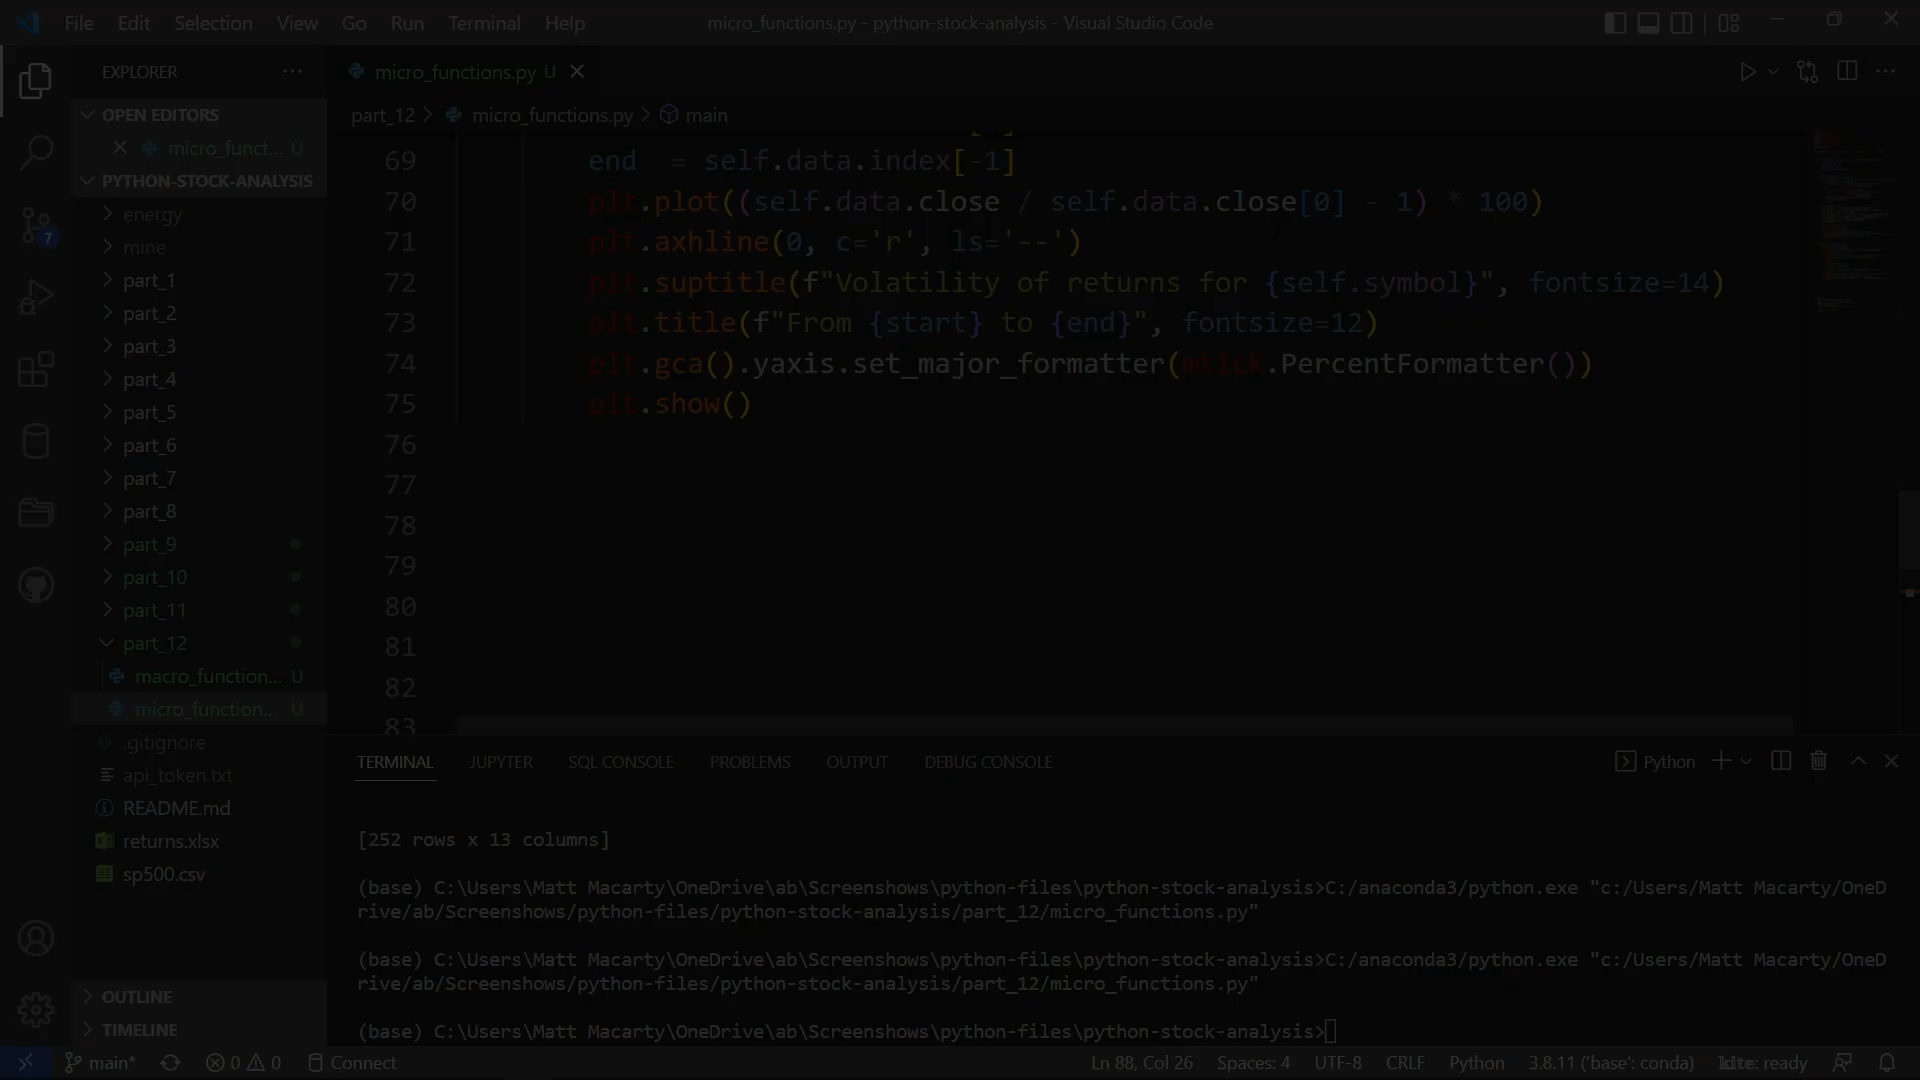 File Edit Selection View Go Run Terminal Help
micro_functions.py - python-stock-analysis - Visual Studio Code
EXPLORER
micro_functions.py U
OPEN EDITORS
part_12 > micro_functions.py > main
micro_funct... U
PYTHON-STOCK-ANALYSIS
7
energy
mine
part_1
part_2
part_3
part_4
part_5
part_6
part_7
part_8
part_9
part_10
part_11
part_12
macro_function... U
micro_function... U
.gitignore
api_token.txt
README.md
returns.xlsx
sp500.csv
OUTLINE
TIMELINE
69 end  = self.data.index[-1]
70 plt.plot((self.data.close / self.data.close[0] - 1) * 100)
71 plt.axhline(0, c='r', ls='--')
72 plt.suptitle(f"Volatility of returns for {self.symbol}", fontsize=14)
73 plt.title(f"From {start} to {end}", fontsize=12)
74 plt.gca().yaxis.set_major_formatter(mtick.PercentFormatter())
75 plt.show()
76
77
78
79
80
81
82
83
TERMINAL JUPYTER SQL CONSOLE PROBLEMS OUTPUT DEBUG CONSOLE
Python
[252 rows x 13 columns]
(base) C:\Users\Matt Macarty\OneDrive\ab\Screenshows\python-files\python-stock-analysis>C:/anaconda3/python.exe "c:/Users/Matt Macarty/OneD
rive/ab/Screenshows/python-files/python-stock-analysis/part_12/micro_functions.py"
(base) C:\Users\Matt Macarty\OneDrive\ab\Screenshows\python-files\python-stock-analysis>C:/anaconda3/python.exe "c:/Users/Matt Macarty/OneD
rive/ab/Screenshows/python-files/python-stock-analysis/part_12/micro_functions.py"
(base) C:\Users\Matt Macarty\OneDrive\ab\Screenshows\python-files\python-stock-analysis>
main* 0 0 Connect
Ln 88, Col 26 Spaces: 4 UTF-8 CRLF Python 3.8.11 ('base': conda) kite: ready